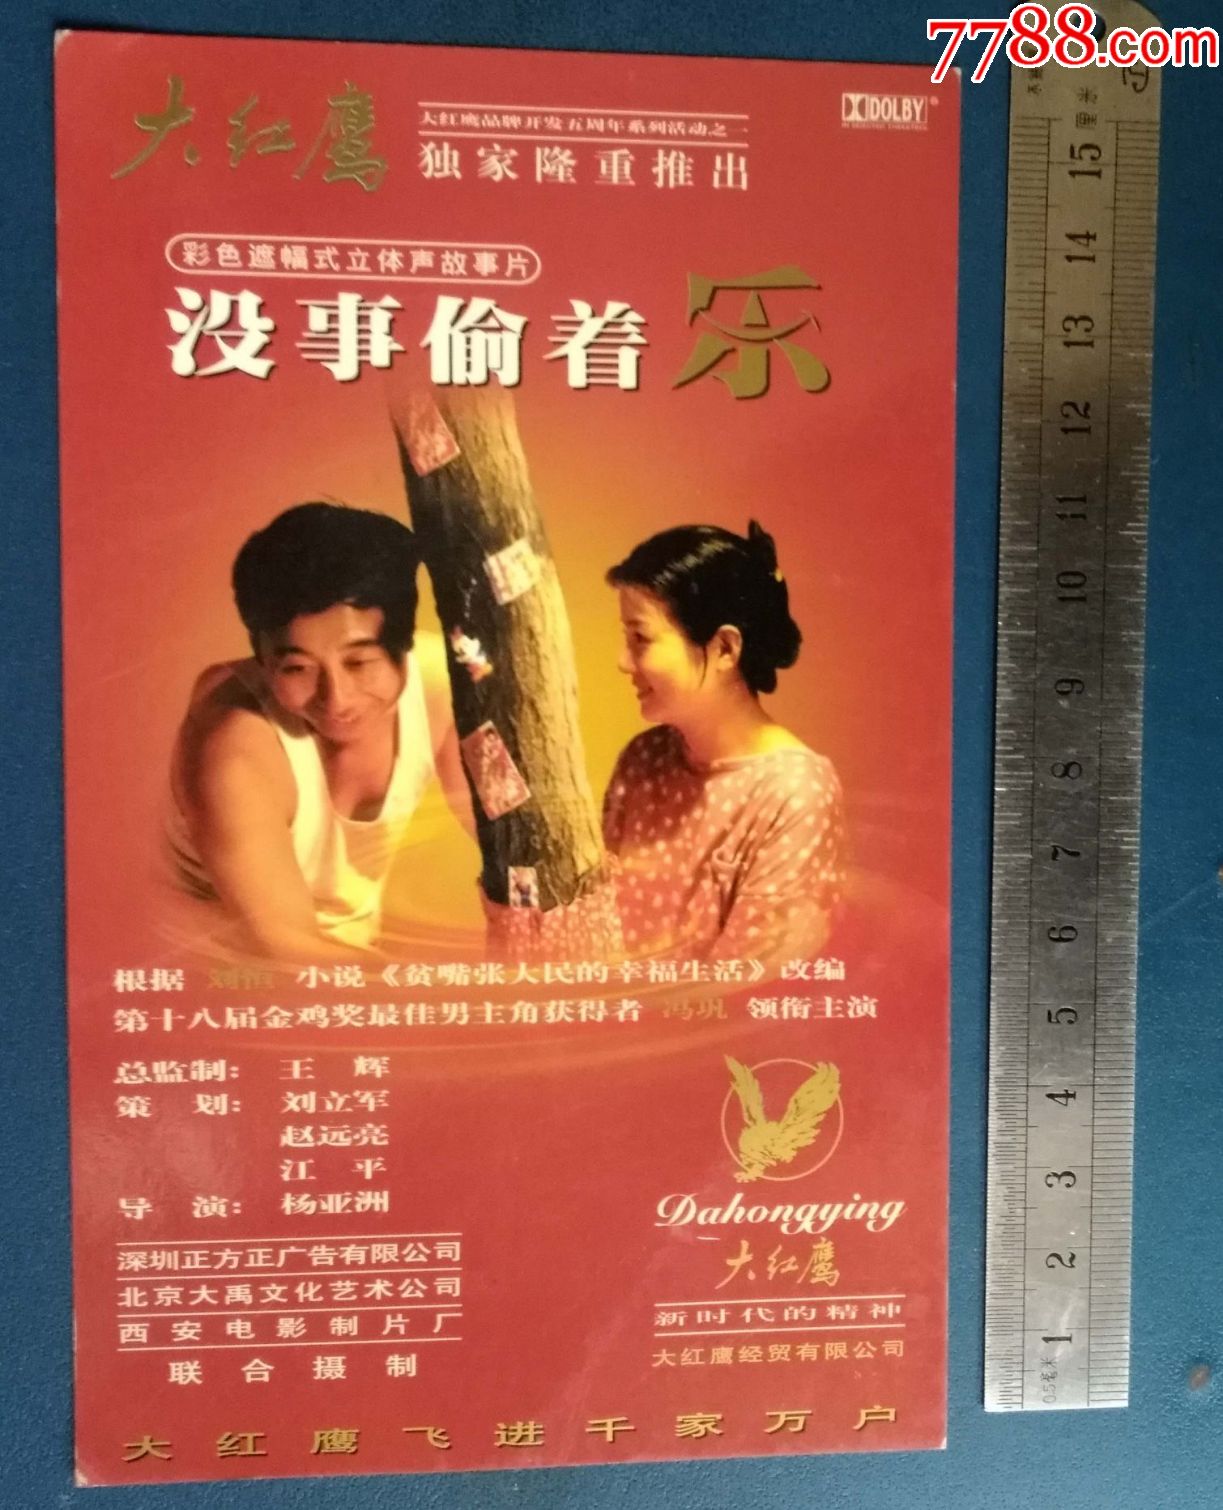 7788.com
大红鹰
大红鹰品牌开发五周年系列活动之一
独家隆重推出
DOLBY
彩色遮幅式立体声故事片
没事偷着乐
根据 刘恒 小说《贫嘴张大民的幸福生活》改编
第十八届金鸡奖最佳男主角获得者 冯巩 领衔主演
总监制：王 辉
策 划：刘立军
赵远亮
江 平
导 演：杨亚洲
深圳正方正广告有限公司
北京大禹文化艺术公司
西安电影制片厂
联合摄制
Dahongying
大红鹰
新时代的精神
大红鹰经贸有限公司
大红鹰飞进千家万户
厘米
15
14
13
12
11
10
9
8
7
6
5
4
3
2
1
0.5毫米